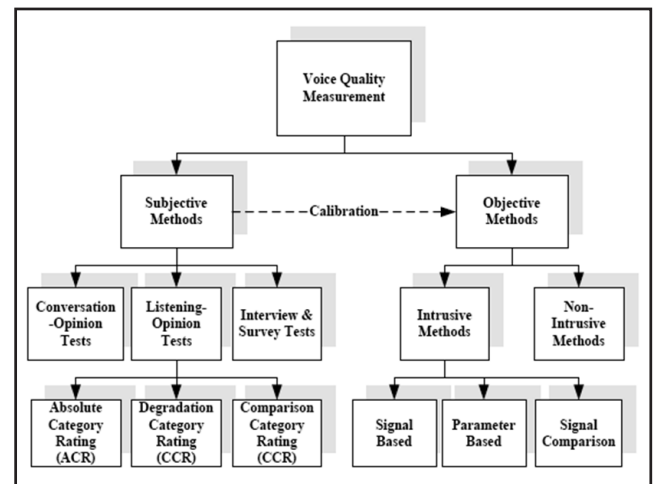 Voice Quality
Measurement
Subjective
Methods
Calibration
Objective
Methods
Conversation
-Opinion
Tests
Listening-
Opinion
Tests
Interview &
Survey Tests
Intrusive
Methods
Non-
Intrusive
Methods
Absolute
Category
Rating
(ACR)
Degradation
Category
Rating
(CCR)
Comparison
Category
Rating
(CCR)
Signal
Based
Parameter
Based
Signal
Comparison